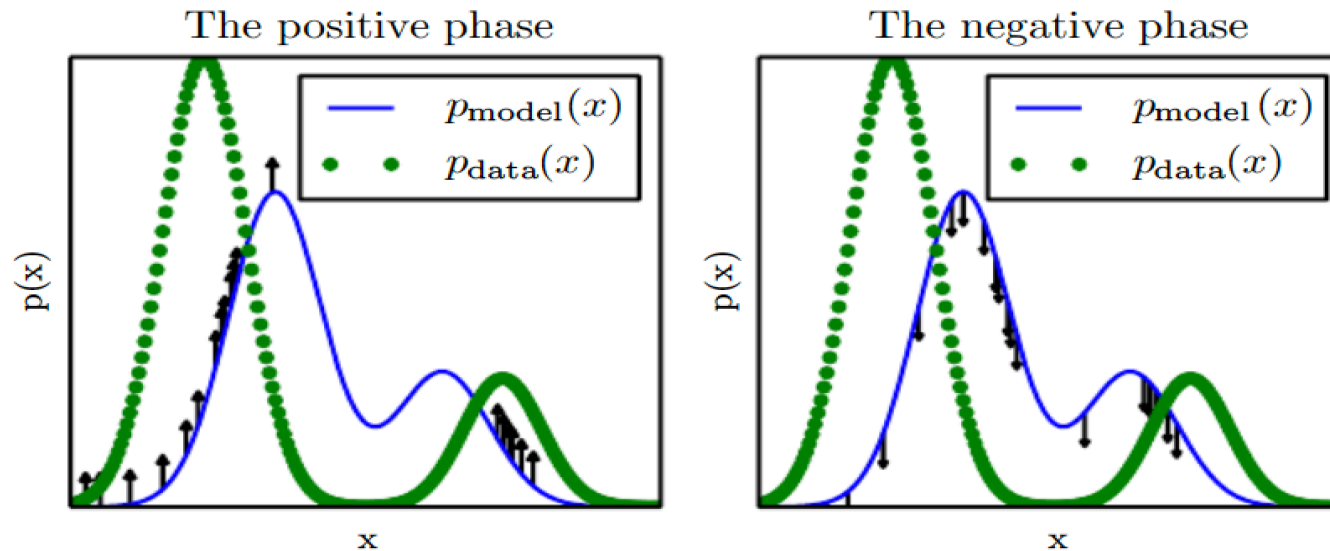 The positive phase
p_model(x)
p_data(x)
p(x)
x
The negative phase
p_model(x)
p_data(x)
p(x)
x